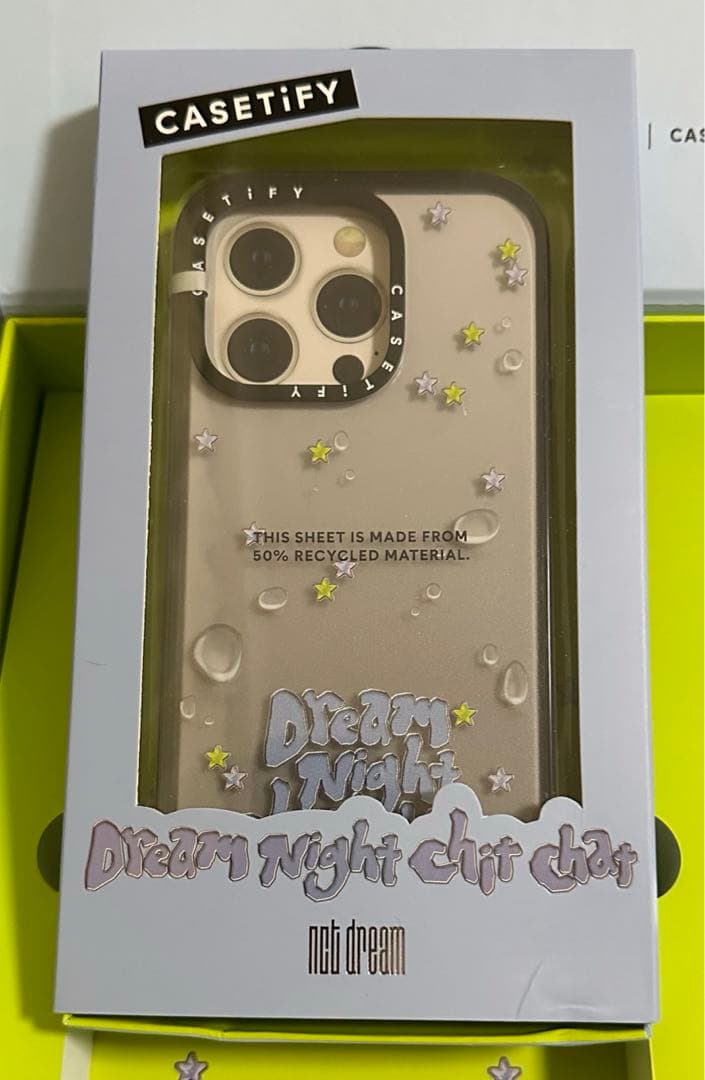 CASETiFY
CAS
CASETiFY
CASETiFY
THIS SHEET IS MADE FROM
50% RECYCLED MATERIAL.
Dream
Night
Dream Night chit chat
nct dream